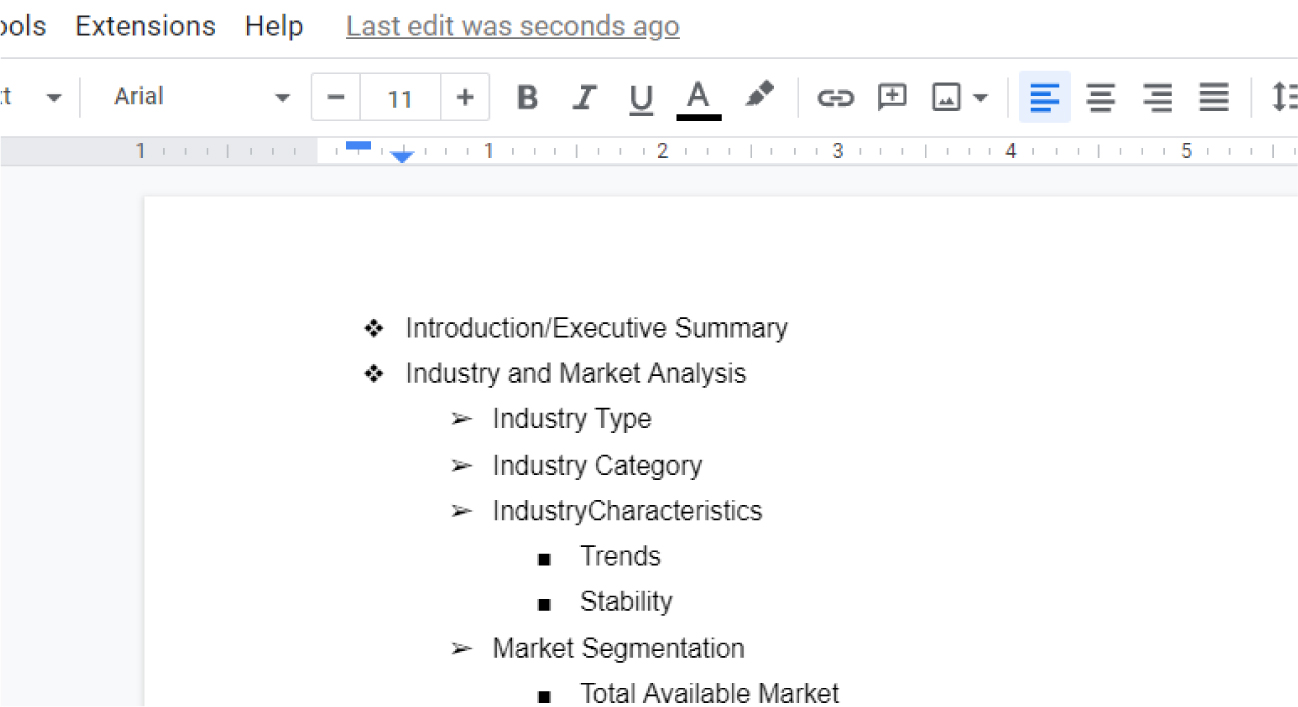 ols Extensions Help Last edit was seconds ago
t Arial 11 B I U A
1 1 2 3 4 5
❖ Introduction/Executive Summary
❖ Industry and Market Analysis
➢ Industry Type
➢ Industry Category
➢ IndustryCharacteristics
■ Trends
■ Stability
➢ Market Segmentation
■ Total Available Market